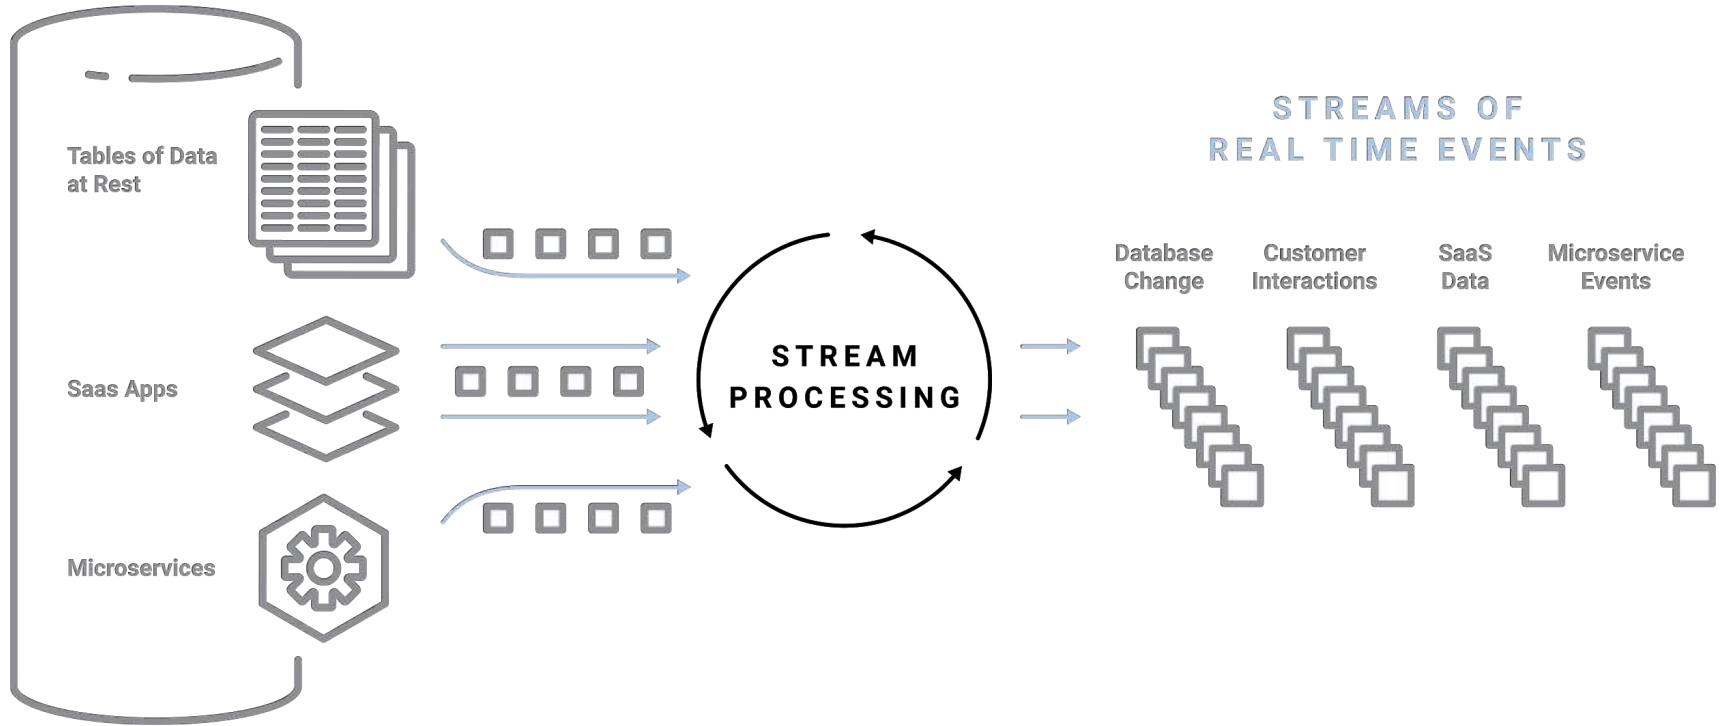 Tables of Data
at Rest
Saas Apps
Microservices
STREAM
PROCESSING
STREAMS OF
REAL TIME EVENTS
Database
Change
Customer
Interactions
SaaS
Data
Microservice
Events